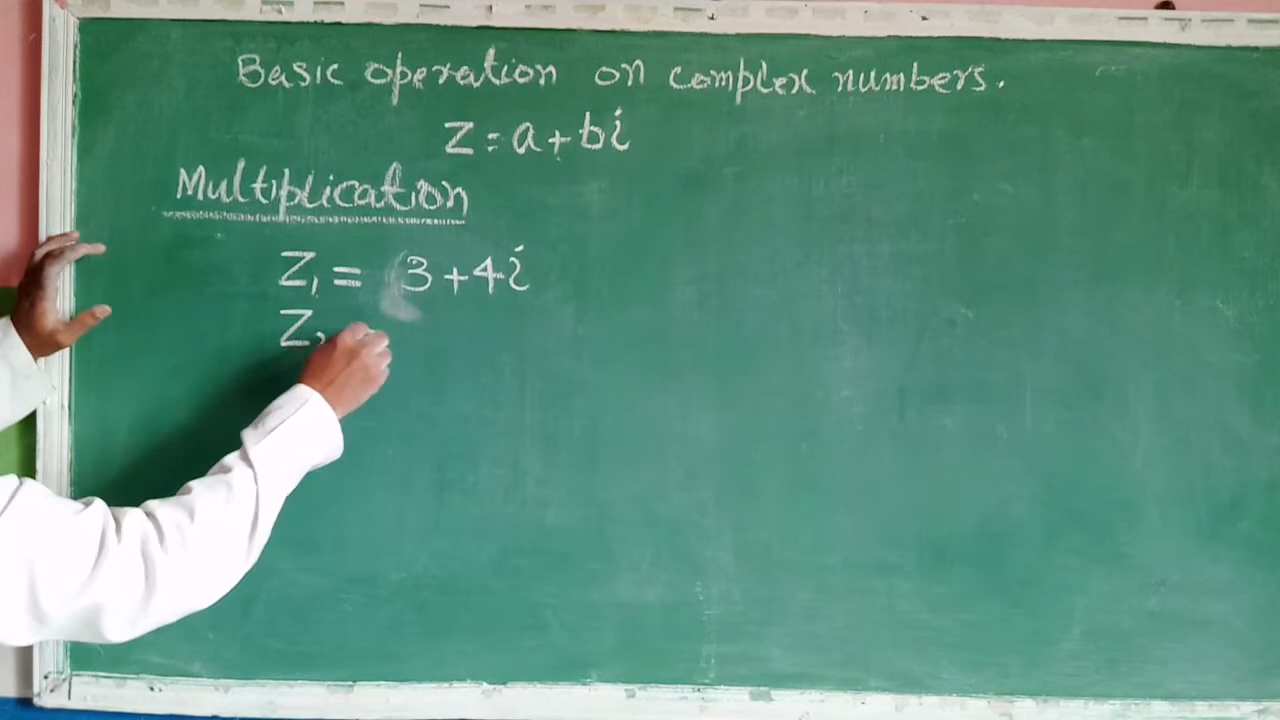 Basic operation on complex numbers.
z = a + bi
Multiplication
Z₁ = 3 + 4i
Z